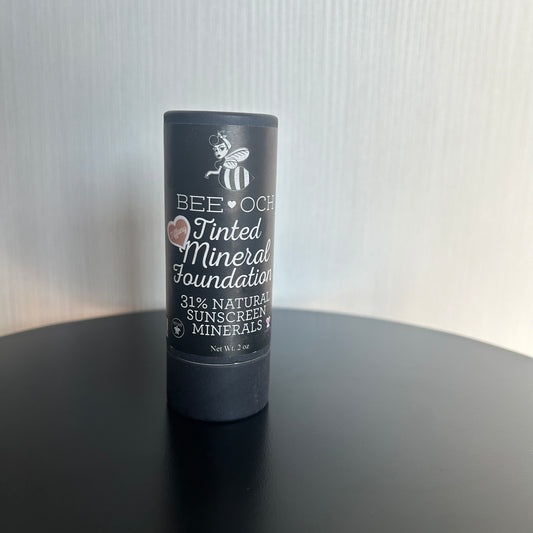 BEE♥OCH
Tinted
Mineral
Foundation
31% NATURAL
SUNSCREEN
MINERALS
Net Wt. 2 oz